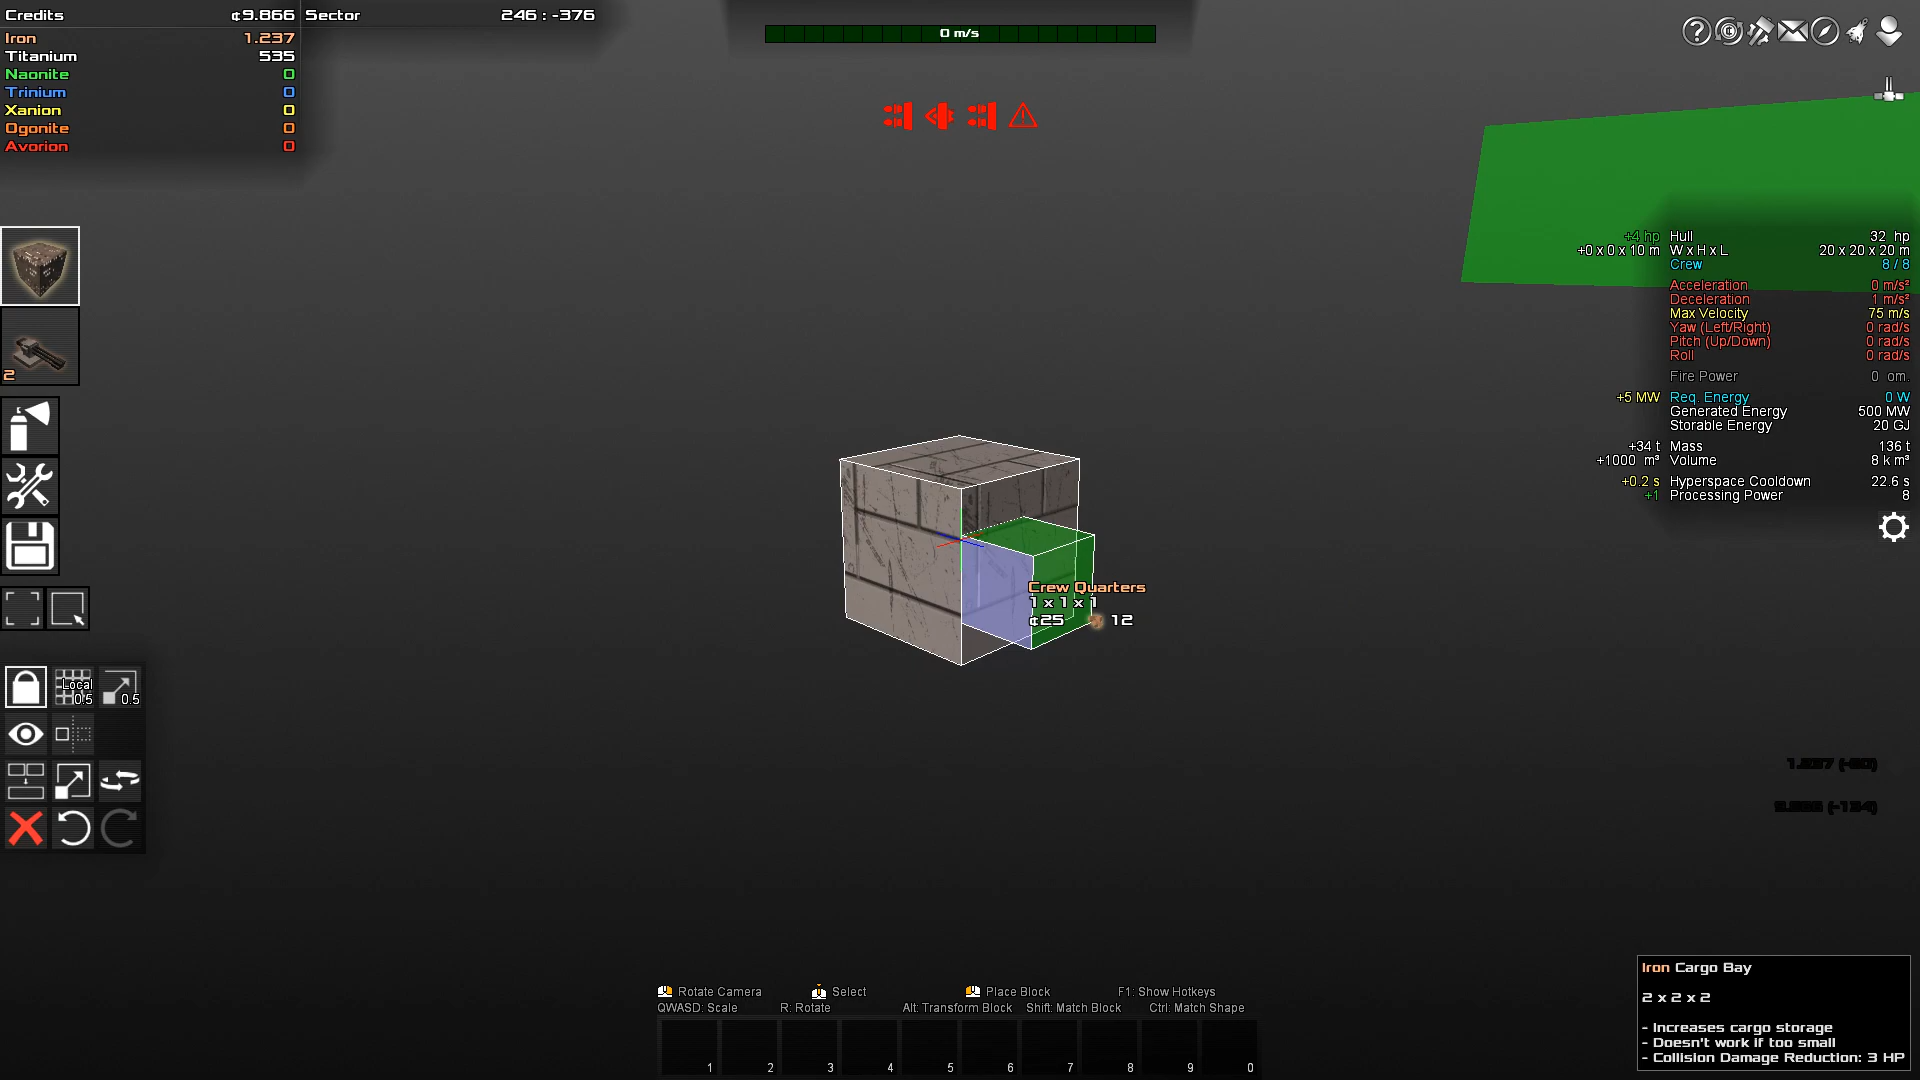 Credits ¢9.866
Sector 246 : -376
Iron 1.237
Titanium 535
Naonite 0
Trinium 0
Xanion 0
Ogonite 0
Avorion 0
0 m/s
2
Local
0.5
0.5
+4 hp Hull 32 hp
+0 x 0 x 10 m W x H x L 20 x 20 x 20 m
Crew 8 / 8
Acceleration 0 m/s²
Deceleration 1 m/s²
Max Velocity 75 m/s
Yaw (Left/Right) 0 rad/s
Pitch (Up/Down) 0 rad/s
Roll 0 rad/s
Fire Power 0 om.
+5 MW Req. Energy 0 W
Generated Energy 500 MW
Storable Energy 20 GJ
+34 t Mass 136 t
+1000 m³ Volume 8 k m³
+0.2 s Hyperspace Cooldown 22.6 s
+1 Processing Power 8
Crew Quarters
1 x 1 x 1
¢25 12
Rotate Camera Select Place Block F1: Show Hotkeys
QWASD: Scale R: Rotate Alt: Transform Block Shift: Match Block Ctrl: Match Shape
1 2 3 4 5 6 7 8 9 0
Iron Cargo Bay
2 x 2 x 2
- Increases cargo storage
- Doesn't work if too small
- Collision Damage Reduction: 3 HP